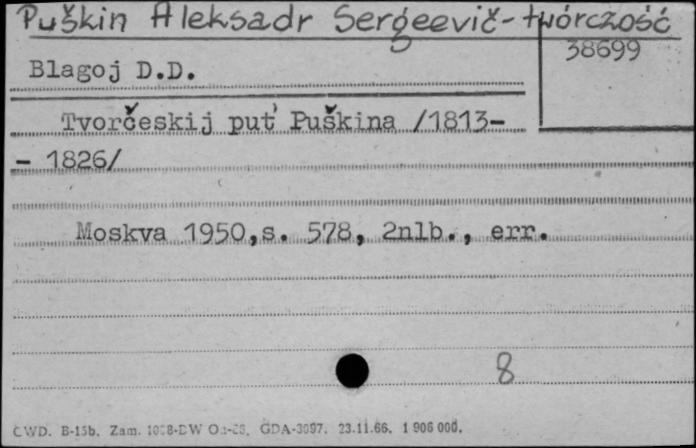 Puškin Aleksadr Sergeevič - twórczość
38699
Blagoj D.D.
Tvorčeskij put' Puškina /1813-
- 1826/
Moskva 1950,s. 578, 2nlb., err.
8
CWD. B-15b. Zam. GDA-3097. 23.11.66. 1 906 000.